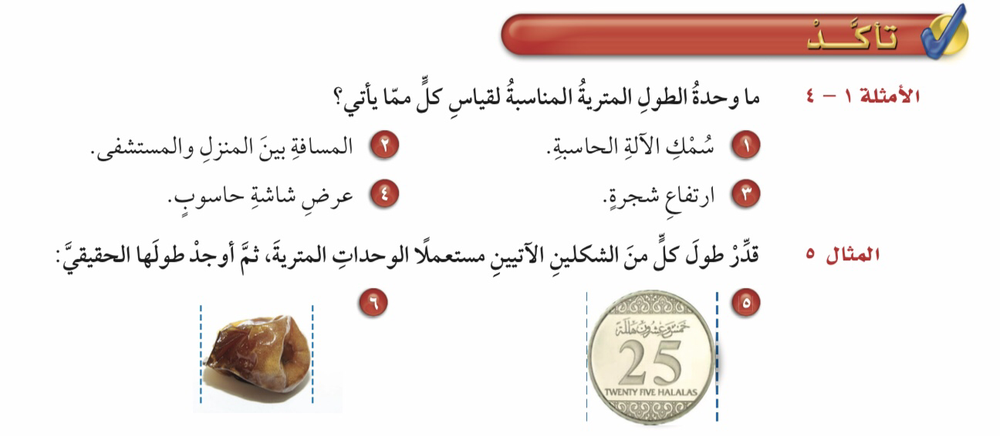 تأكَّـــدْ
الأمثلة ١ – ٤ ما وحدةُ الطولِ المتريةُ المناسبةُ لقياسِ كلٍّ ممّا يأتي؟
١ سُمْكِ الآلةِ الحاسبةِ. ٢ المسافةِ بينَ المنزلِ والمستشفى.
٣ ارتفاعِ شجرةٍ. ٤ عرضِ شاشةِ حاسوبٍ.
المثال ٥ قدِّرْ طولَ كلٍّ منَ الشكلينِ الآتيينِ مستعملًا الوحداتِ المتريةَ، ثمَّ أوجدْ طولَها الحقيقيَّ:
٥ ٦
خمس وعشرون هللة
25
TWENTY FIVE HALALAS